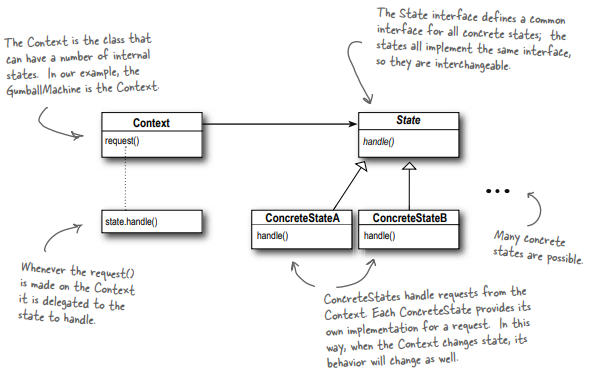 The Context is the class that
can have a number of internal
states. In our example, the
GumballMachine is the Context.
The State interface defines a common
interface for all concrete states; the
states all implement the same interface,
so they are interchangeable.
Context
request()
State
handle()
state.handle()
ConcreteStateA
handle()
ConcreteStateB
handle()
Many concrete
states are possible.
Whenever the request()
is made on the Context
it is delegated to the
state to handle.
ConcreteStates handle requests from the
Context. Each ConcreteState provides its
own implementation for a request. In this
way, when the Context changes state, its
behavior will change as well.